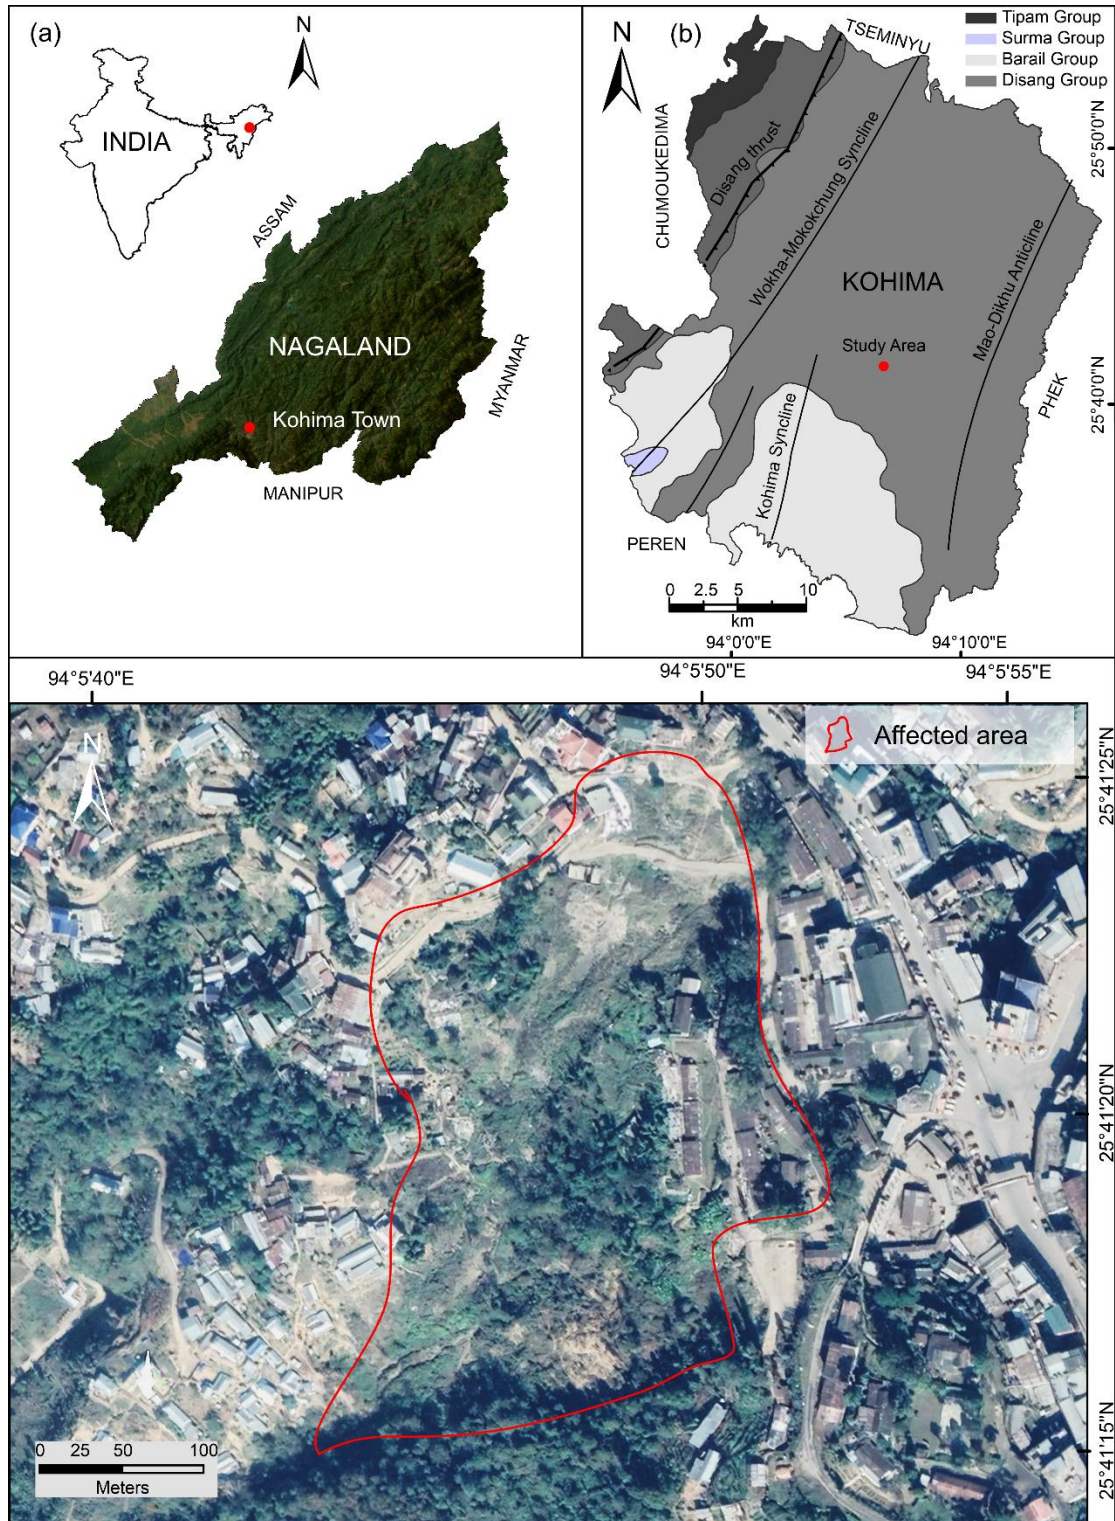 (a)
N
INDIA
ASSAM
NAGALAND
MYANMAR
Kohima Town
MANIPUR
(b)
N
TSEMINYU
Tipam Group
Surma Group
Barail Group
Disang Group
CHUMOUKEDIMA
Disang thrust
Wokha-Mokokchung Syncline
25°50'0"N
KOHIMA
Mao-Dikhu Anticline
Study Area
PHEK
25°40'0"N
Kohima Syncline
PEREN
0 2.5 5 10
km
94°0'0"E 94°10'0"E
94°5'40"E 94°5'50"E 94°5'55"E
N
Affected area
25°41'25"N
25°41'20"N
25°41'15"N
0 25 50 100
Meters